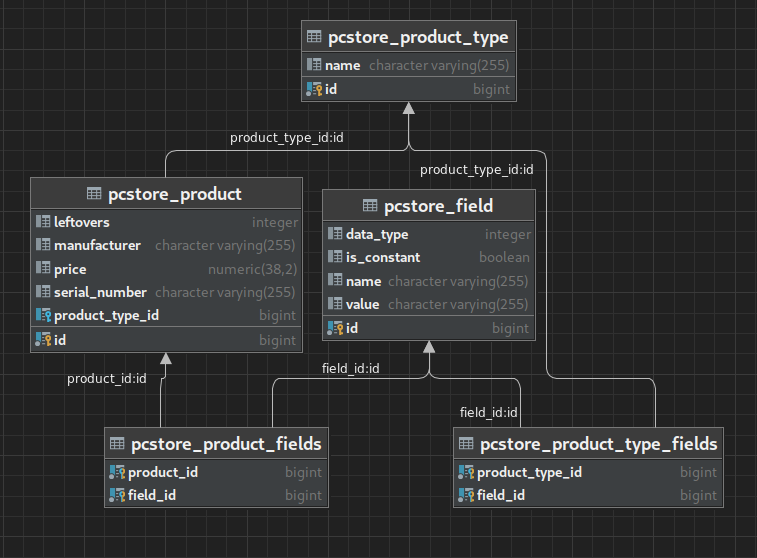 pcstore_product_type
name character varying(255)
id bigint
product_type_id:id
product_type_id:id
pcstore_product
leftovers integer
manufacturer character varying(255)
price numeric(38,2)
serial_number character varying(255)
product_type_id bigint
id bigint
pcstore_field
data_type integer
is_constant boolean
name character varying(255)
value character varying(255)
id bigint
product_id:id
field_id:id
field_id:id
pcstore_product_fields
product_id bigint
field_id bigint
pcstore_product_type_fields
product_type_id bigint
field_id bigint